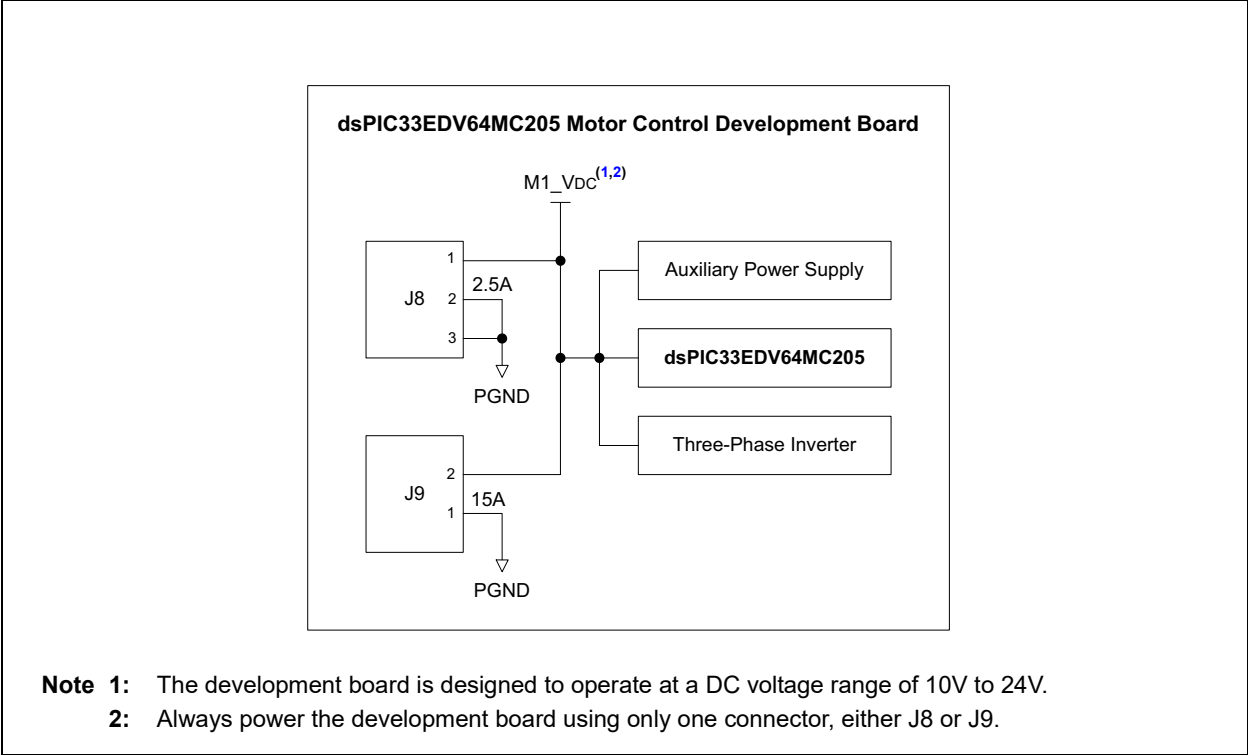 dsPIC33EDV64MC205 Motor Control Development Board
M1_VDC(1,2)
J8
1
2
3
2.5A
PGND
J9
2
1
15A
PGND
Auxiliary Power Supply
dsPIC33EDV64MC205
Three-Phase Inverter
Note 1: The development board is designed to operate at a DC voltage range of 10V to 24V.
2: Always power the development board using only one connector, either J8 or J9.